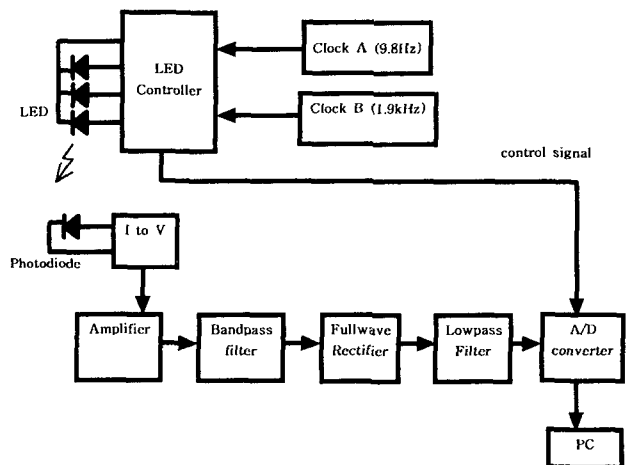 LED
Controller
Clock A (9.8Hz)
Clock B (1.9kHz)
LED
control signal
I to V
Photodiode
Amplifier
Bandpass
filter
Fullwave
Rectifier
Lowpass
Filter
A/D
converter
PC